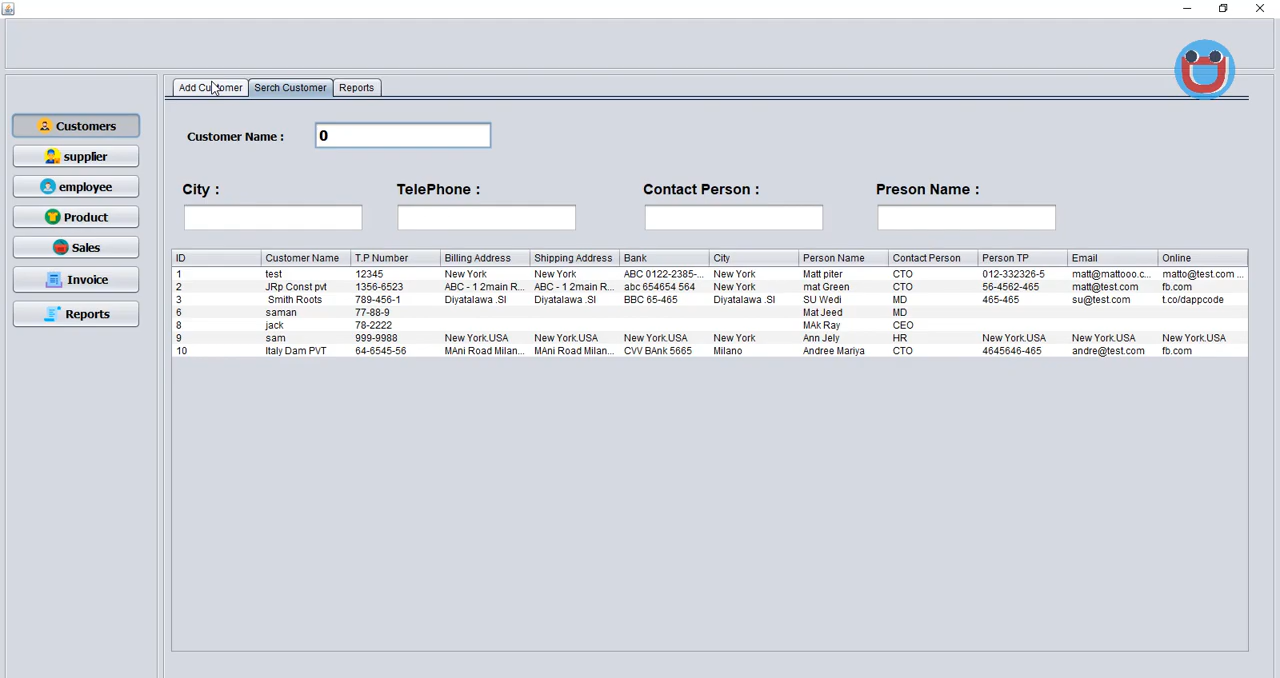 Add Customer Serch Customer Reports
Customers
supplier
employee
Product
Sales
Invoice
Reports
Customer Name : 0
City : TelePhone : Contact Person : Preson Name :
ID Customer Name T.P Number Billing Address Shipping Address Bank City Person Name Contact Person Person TP Email Online
1 test 12345 New York New York ABC 0122-2385-... New York Matt piter CTO 012-332326-5 matt@mattooo.c... matto@test.com ...
2 JRp Const pvt 1356-6523 ABC - 1 2main R... ABC - 1 2main R... abc 654654 564 New York mat Green CTO 56-4562-465 matt@test.com fb.com
3 Smith Roots 789-456-1 Diyatalawa .Sl Diyatalawa .Sl BBC 65-465 Diyatalawa .Sl SU Wedi MD 465-465 su@test.com t.co/dappcode
6 saman 77-88-9 Mat Jeed MD
8 jack 78-2222 MAk Ray CEO
9 sam 999-9988 New York.USA New York.USA New York.USA New York Ann Jely HR New York.USA New York.USA New York.USA
10 Italy Dam PVT 64-6545-56 MAni Road Milan... MAni Road Milan... CVV BAnk 5665 Milano Andree Mariya CTO 4645646-465 andre@test.com fb.com